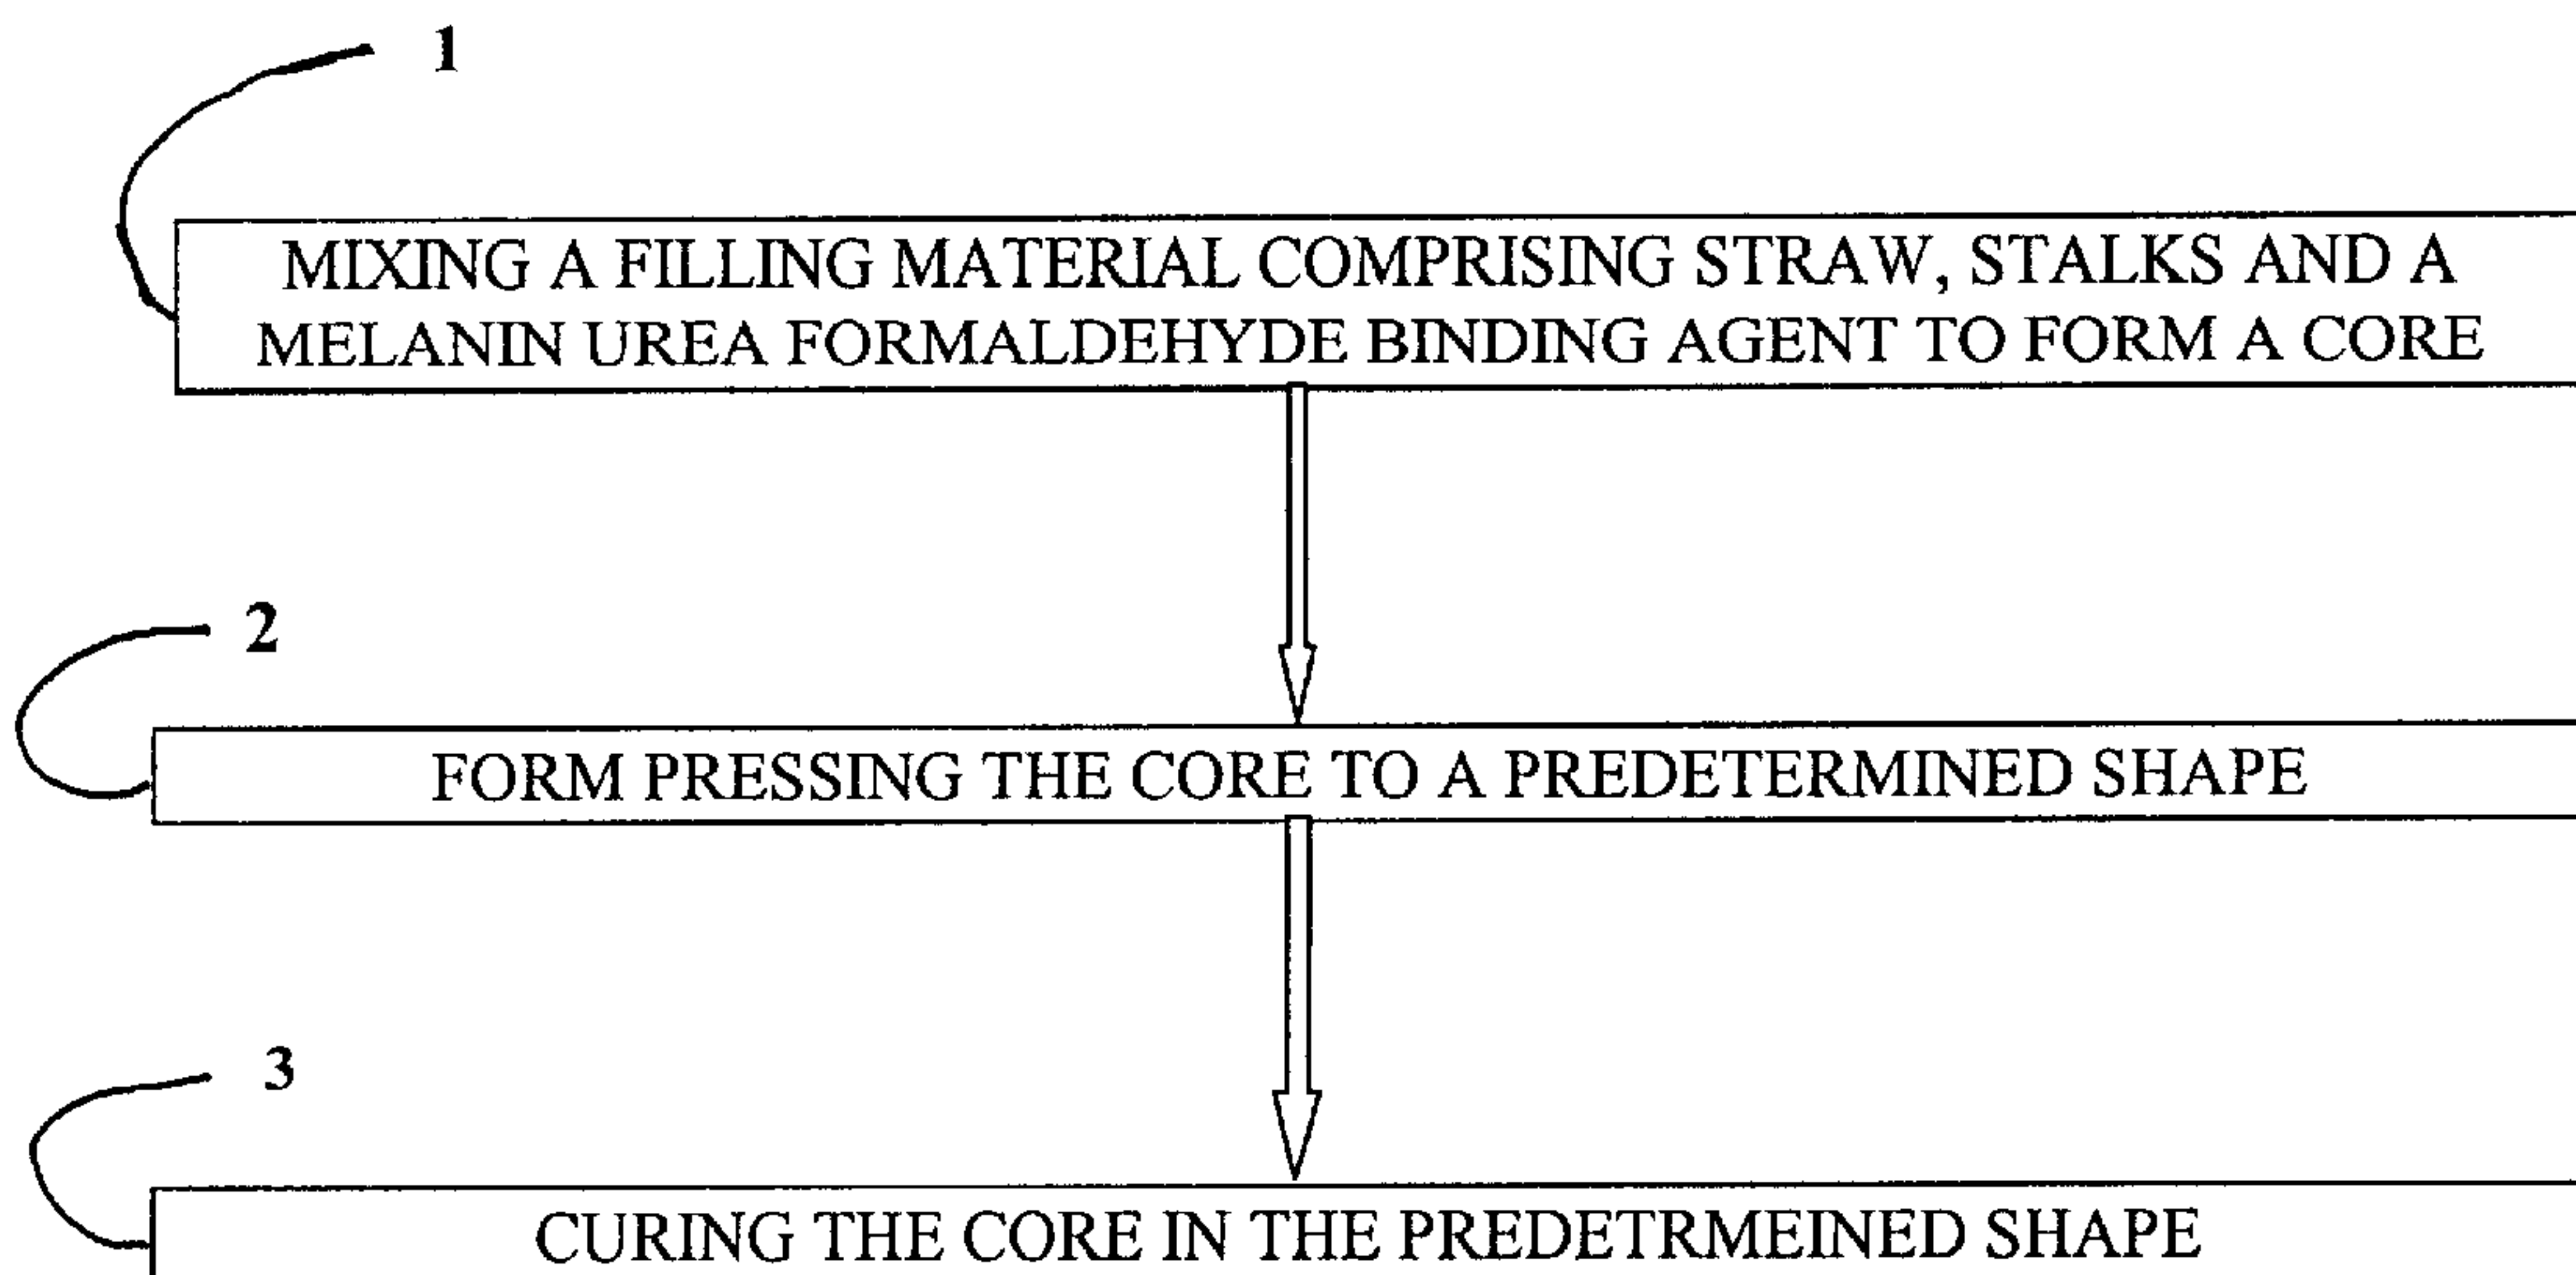 1
MIXING A FILLING MATERIAL COMPRISING STRAW, STALKS AND A
MELANIN UREA FORMALDEHYDE BINDING AGENT TO FORM A CORE
2
FORM PRESSING THE CORE TO A PREDETERMINED SHAPE
3
CURING THE CORE IN THE PREDETRMEINED SHAPE